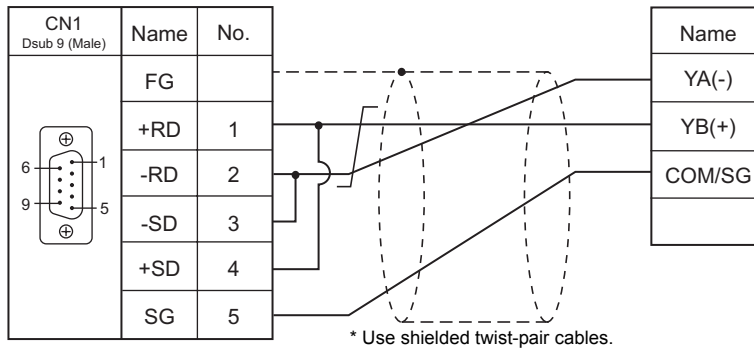 CN1
Dsub 9 (Male)
Name
No.
Name
FG
YA(-)
+RD
1
YB(+)
-RD
2
COM/SG
-SD
3
+SD
4
SG
5
6
1
9
5
* Use shielded twist-pair cables.